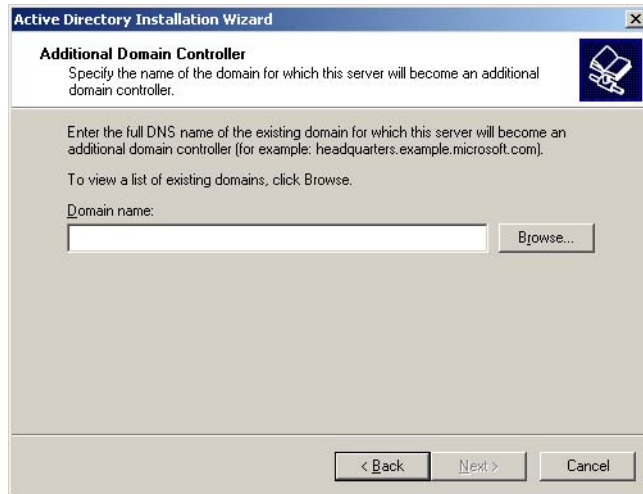 Active Directory Installation Wizard
Additional Domain Controller
Specify the name of the domain for which this server will become an additional
domain controller.
Enter the full DNS name of the existing domain for which this server will become an
additional domain controller (for example: headquarters.example.microsoft.com).
To view a list of existing domains, click Browse.
Domain name:
Browse...
< Back
Next >
Cancel